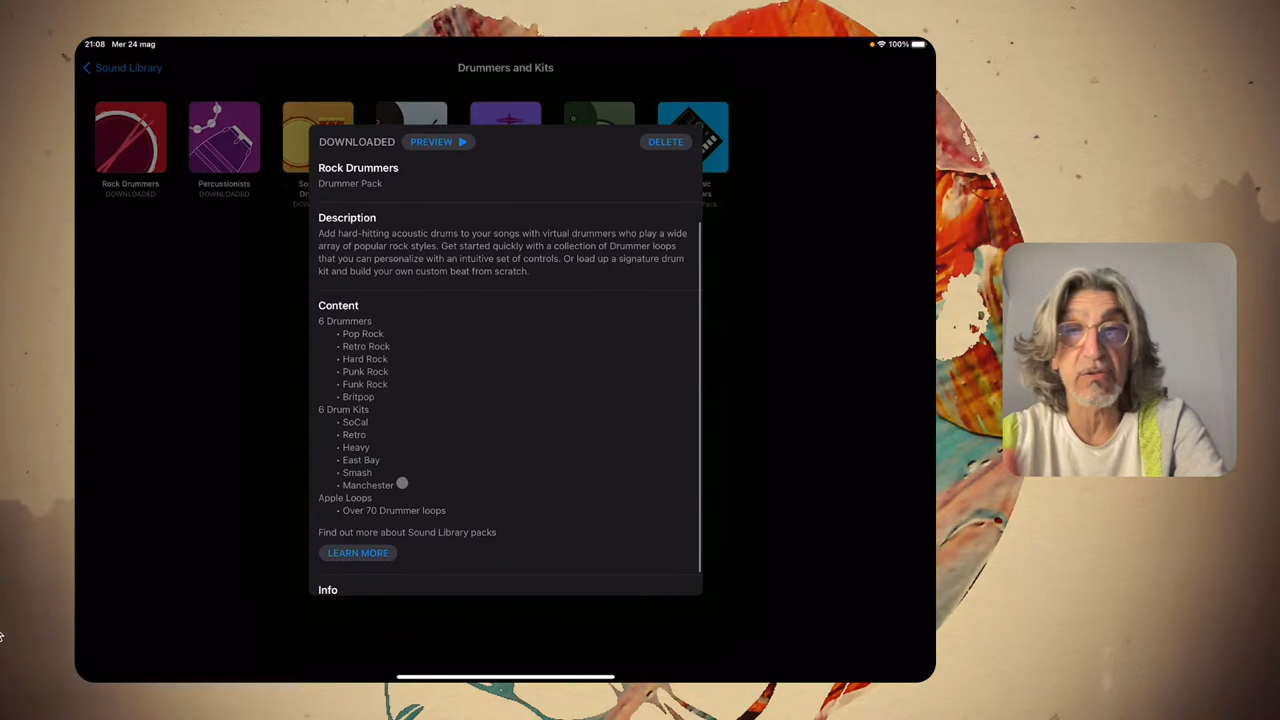 21:08 Mer 24 mag
100%
Sound Library
Drummers and Kits
Rock Drummers
DOWNLOADED
Percussionists
DOWNLOADED
DOWNLOADED
PREVIEW
DELETE
Rock Drummers
Drummer Pack
Description
Add hard-hitting acoustic drums to your songs with virtual drummers who play a wide
array of popular rock styles. Get started quickly with a collection of Drummer loops
that you can personalize with an intuitive set of controls. Or load up a signature drum
kit and build your own custom beat from scratch.
Content
6 Drummers
• Pop Rock
• Retro Rock
• Hard Rock
• Punk Rock
• Funk Rock
• Britpop
6 Drum Kits
• SoCal
• Retro
• Heavy
• East Bay
• Smash
• Manchester
Apple Loops
• Over 70 Drummer loops
Find out more about Sound Library packs
LEARN MORE
Info